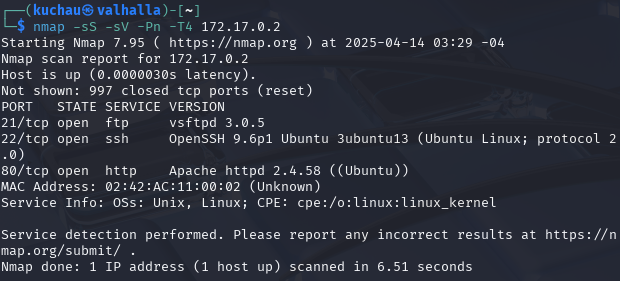 ┌──(kuchau㉿valhalla)-[~]
└─$ nmap -sS -sV -Pn -T4 172.17.0.2
Starting Nmap 7.95 ( https://nmap.org ) at 2025-04-14 03:29 -04
Nmap scan report for 172.17.0.2
Host is up (0.0000030s latency).
Not shown: 997 closed tcp ports (reset)
PORT   STATE SERVICE VERSION
21/tcp open  ftp     vsftpd 3.0.5
22/tcp open  ssh     OpenSSH 9.6p1 Ubuntu 3ubuntu13 (Ubuntu Linux; protocol 2
.0)
80/tcp open  http    Apache httpd 2.4.58 ((Ubuntu))
MAC Address: 02:42:AC:11:00:02 (Unknown)
Service Info: OSs: Unix, Linux; CPE: cpe:/o:linux:linux_kernel

Service detection performed. Please report any incorrect results at https://n
map.org/submit/ .
Nmap done: 1 IP address (1 host up) scanned in 6.51 seconds